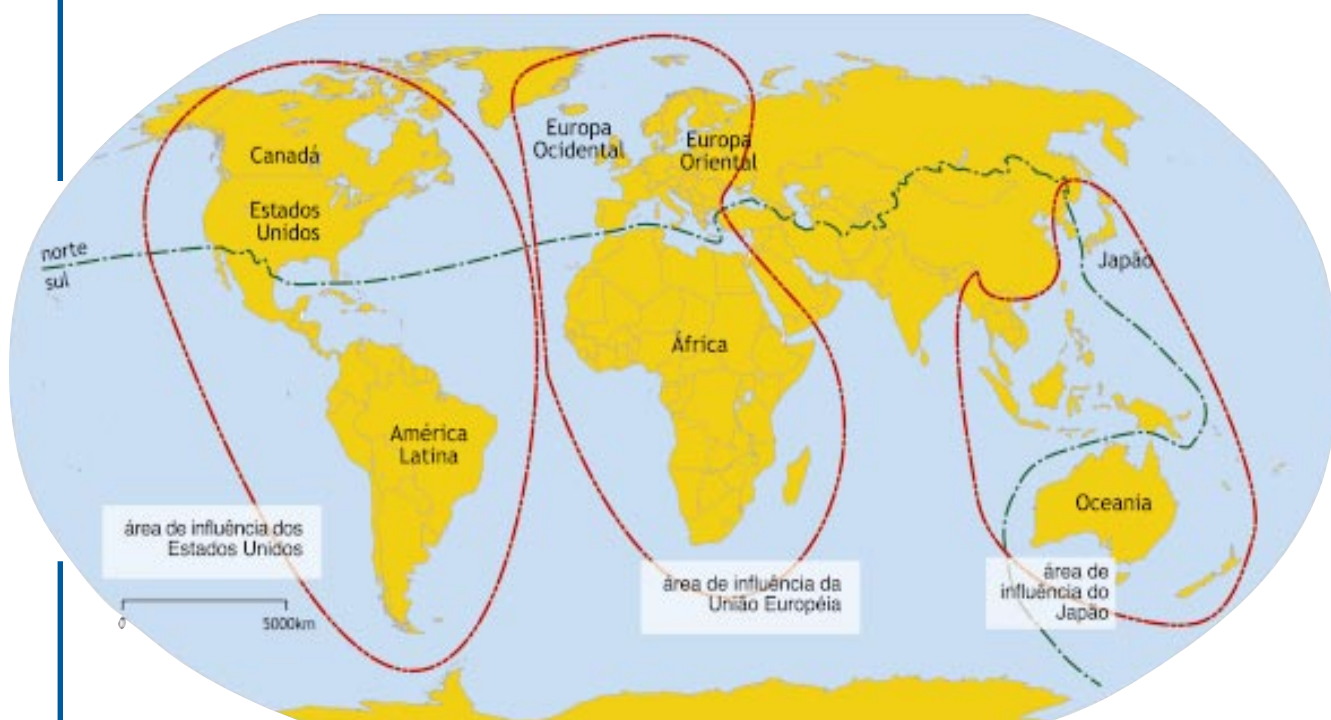 Canadá
Estados
Unidos
norte
sul
América
Latina
área de influência dos
Estados Unidos
0
5000km
Europa
Ocidental
Europa
Oriental
África
área de influência da
União Européia
Japão
Oceania
área de
influência do
Japão